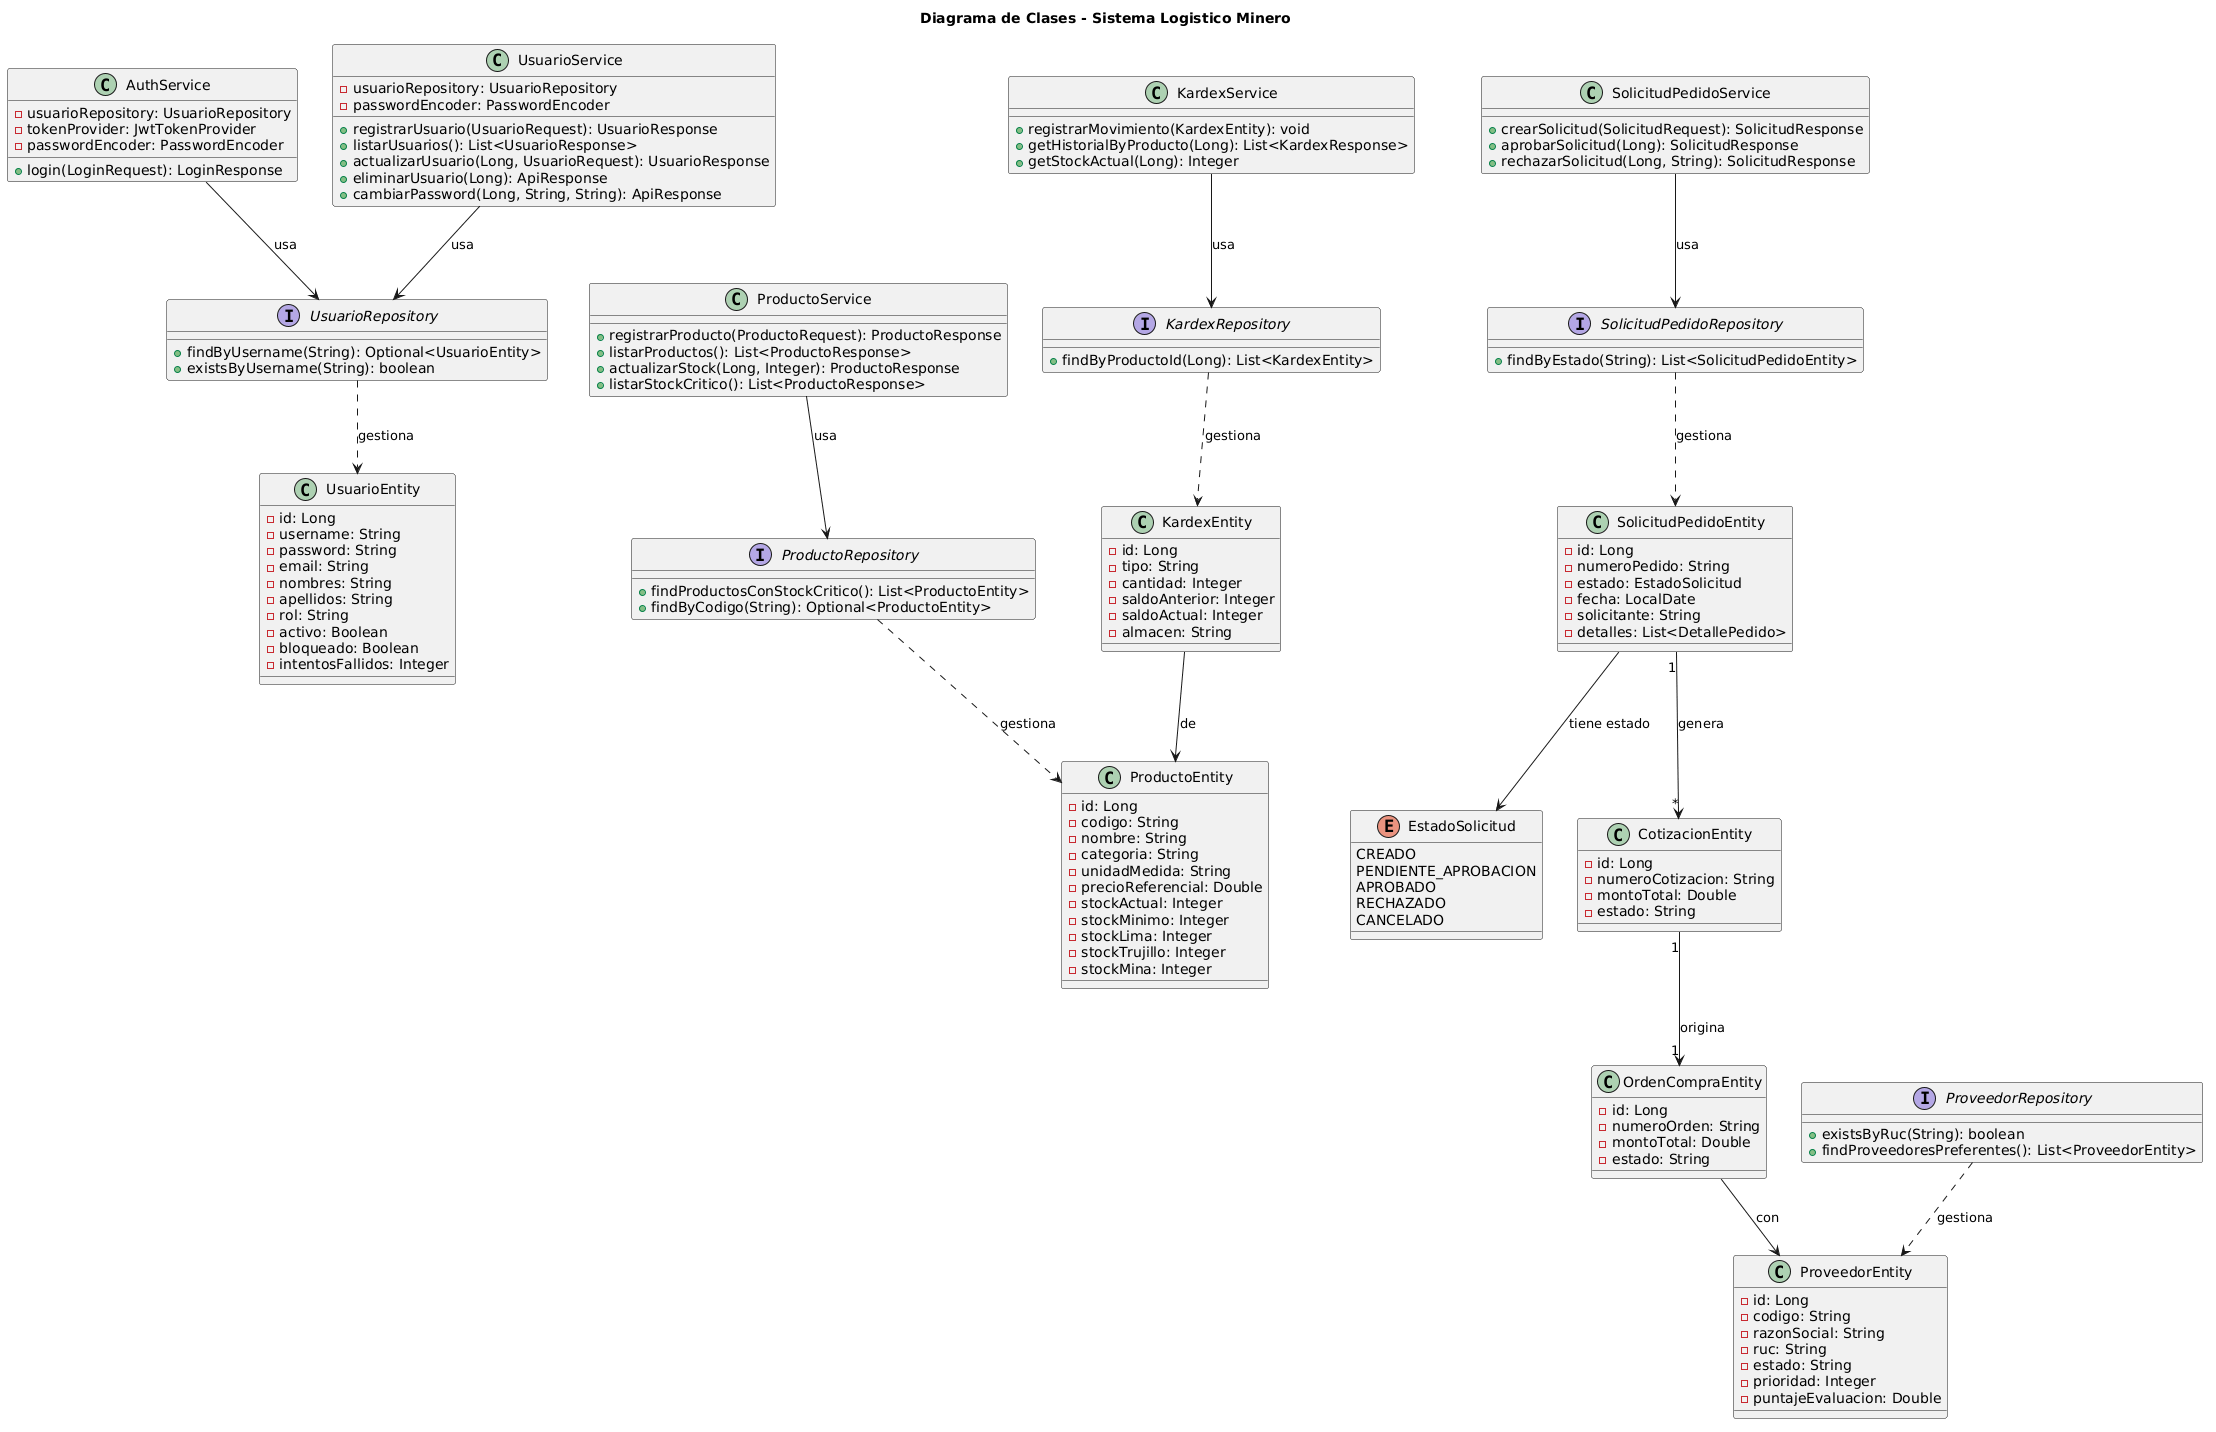 Diagrama de Clases - Sistema Logistico Minero
AuthService
usuarioRepository: UsuarioRepository
tokenProvider: JwtTokenProvider
passwordEncoder: PasswordEncoder
login(LoginRequest): LoginResponse
UsuarioService
usuarioRepository: UsuarioRepository
passwordEncoder: PasswordEncoder
registrarUsuario(UsuarioRequest): UsuarioResponse
listarUsuarios(): List<UsuarioResponse>
actualizarUsuario(Long, UsuarioRequest): UsuarioResponse
eliminarUsuario(Long): ApiResponse
cambiarPassword(Long, String, String): ApiResponse
KardexService
registrarMovimiento(KardexEntity): void
getHistorialByProducto(Long): List<KardexResponse>
getStockActual(Long): Integer
SolicitudPedidoService
crearSolicitud(SolicitudRequest): SolicitudResponse
aprobarSolicitud(Long): SolicitudResponse
rechazarSolicitud(Long, String): SolicitudResponse
usa
usa
usa
usa
UsuarioRepository
findByUsername(String): Optional<UsuarioEntity>
existsByUsername(String): boolean
ProductoService
registrarProducto(ProductoRequest): ProductoResponse
listarProductos(): List<ProductoResponse>
actualizarStock(Long, Integer): ProductoResponse
listarStockCritico(): List<ProductoResponse>
KardexRepository
findByProductoId(Long): List<KardexEntity>
SolicitudPedidoRepository
findByEstado(String): List<SolicitudPedidoEntity>
gestiona
usa
gestiona
gestiona
UsuarioEntity
id: Long
username: String
password: String
email: String
nombres: String
apellidos: String
rol: String
activo: Boolean
bloqueado: Boolean
intentosFallidos: Integer
ProductoRepository
findProductosConStockCritico(): List<ProductoEntity>
findByCodigo(String): Optional<ProductoEntity>
KardexEntity
id: Long
tipo: String
cantidad: Integer
saldoAnterior: Integer
saldoActual: Integer
almacen: String
SolicitudPedidoEntity
id: Long
numeroPedido: String
estado: EstadoSolicitud
fecha: LocalDate
solicitante: String
detalles: List<DetallePedido>
gestiona
de
tiene estado
1
genera
*
ProductoEntity
id: Long
codigo: String
nombre: String
categoria: String
unidadMedida: String
precioReferencial: Double
stockActual: Integer
stockMinimo: Integer
stockLima: Integer
stockTrujillo: Integer
stockMina: Integer
EstadoSolicitud
CREADO
PENDIENTE_APROBACION
APROBADO
RECHAZADO
CANCELADO
CotizacionEntity
id: Long
numeroCotizacion: String
montoTotal: Double
estado: String
1
origina
1
OrdenCompraEntity
id: Long
numeroOrden: String
montoTotal: Double
estado: String
ProveedorRepository
existsByRuc(String): boolean
findProveedoresPreferentes(): List<ProveedorEntity>
con
gestiona
ProveedorEntity
id: Long
codigo: String
razonSocial: String
ruc: String
estado: String
prioridad: Integer
puntajeEvaluacion: Double